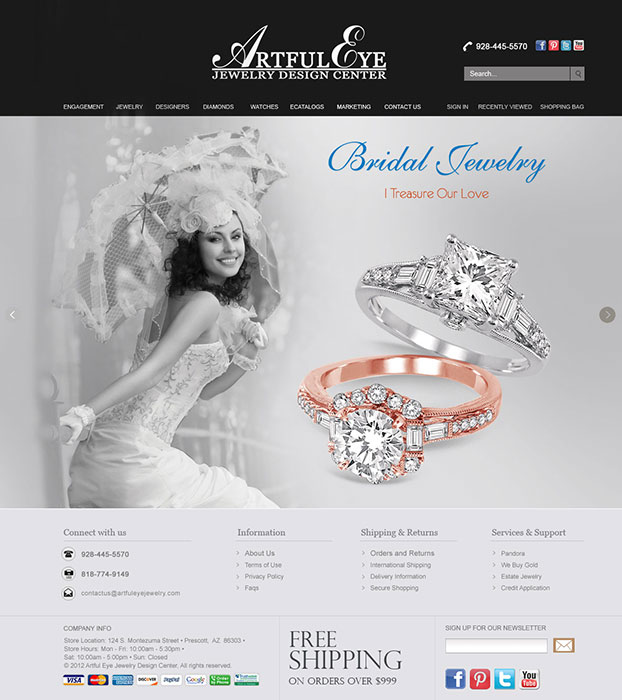 ARTFUL EYE
JEWELRY DESIGN CENTER
928-445-5570
You Tube
Search...
ENGAGEMENT JEWELRY DESIGNERS DIAMONDS WATCHES ECATALOGS MARKETING CONTACT US SIGN IN RECENTLY VIEWED SHOPPING BAG
Bridal Jewelry
I Treasure Our Love
Connect with us Information Shipping & Returns Services & Support
928-445-5570 About Us Orders and Returns Pandora
Terms of Use International Shipping We Buy Gold
818-774-9149 Privacy Policy Delivery Information Estate Jewelry
contactus@artfuleyejewelry.com Faqs Secure Shopping Credit Application
COMPANY INFO
Store Location: 124 S. Montezuma Street • Prescott, AZ 86303 •
Store Hours: Mon - Fri: 10:00am - 5:30pm •
Sat: 10:00am - 5:00pm • Sun: Closed
© 2012 Artful Eye Jewelry Design Center. All rights reserved.
VISA DISCOVER
FREE
SHIPPING
ON ORDERS OVER $999
SIGN UP FOR OUR NEWSLETTER
You Tube